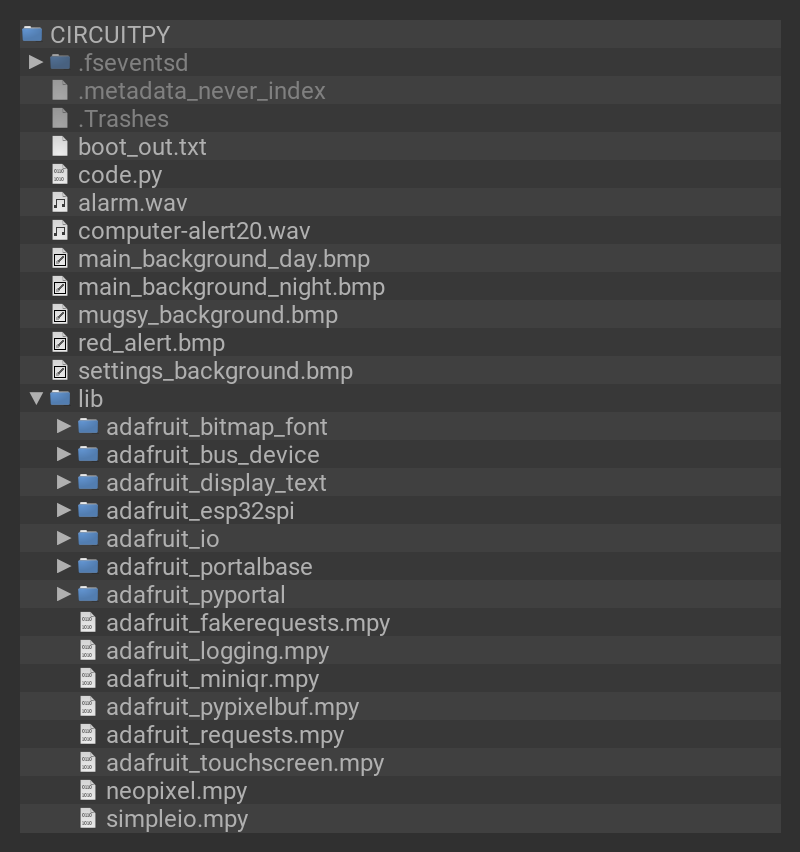 CIRCUITPY
.fseventsd
.metadata_never_index
.Trashes
boot_out.txt
code.py
alarm.wav
computer-alert20.wav
main_background_day.bmp
main_background_night.bmp
mugsy_background.bmp
red_alert.bmp
settings_background.bmp
lib
adafruit_bitmap_font
adafruit_bus_device
adafruit_display_text
adafruit_esp32spi
adafruit_io
adafruit_portalbase
adafruit_pyportal
adafruit_fakerequests.mpy
adafruit_logging.mpy
adafruit_miniqr.mpy
adafruit_pypixelbuf.mpy
adafruit_requests.mpy
adafruit_touchscreen.mpy
neopixel.mpy
simpleio.mpy